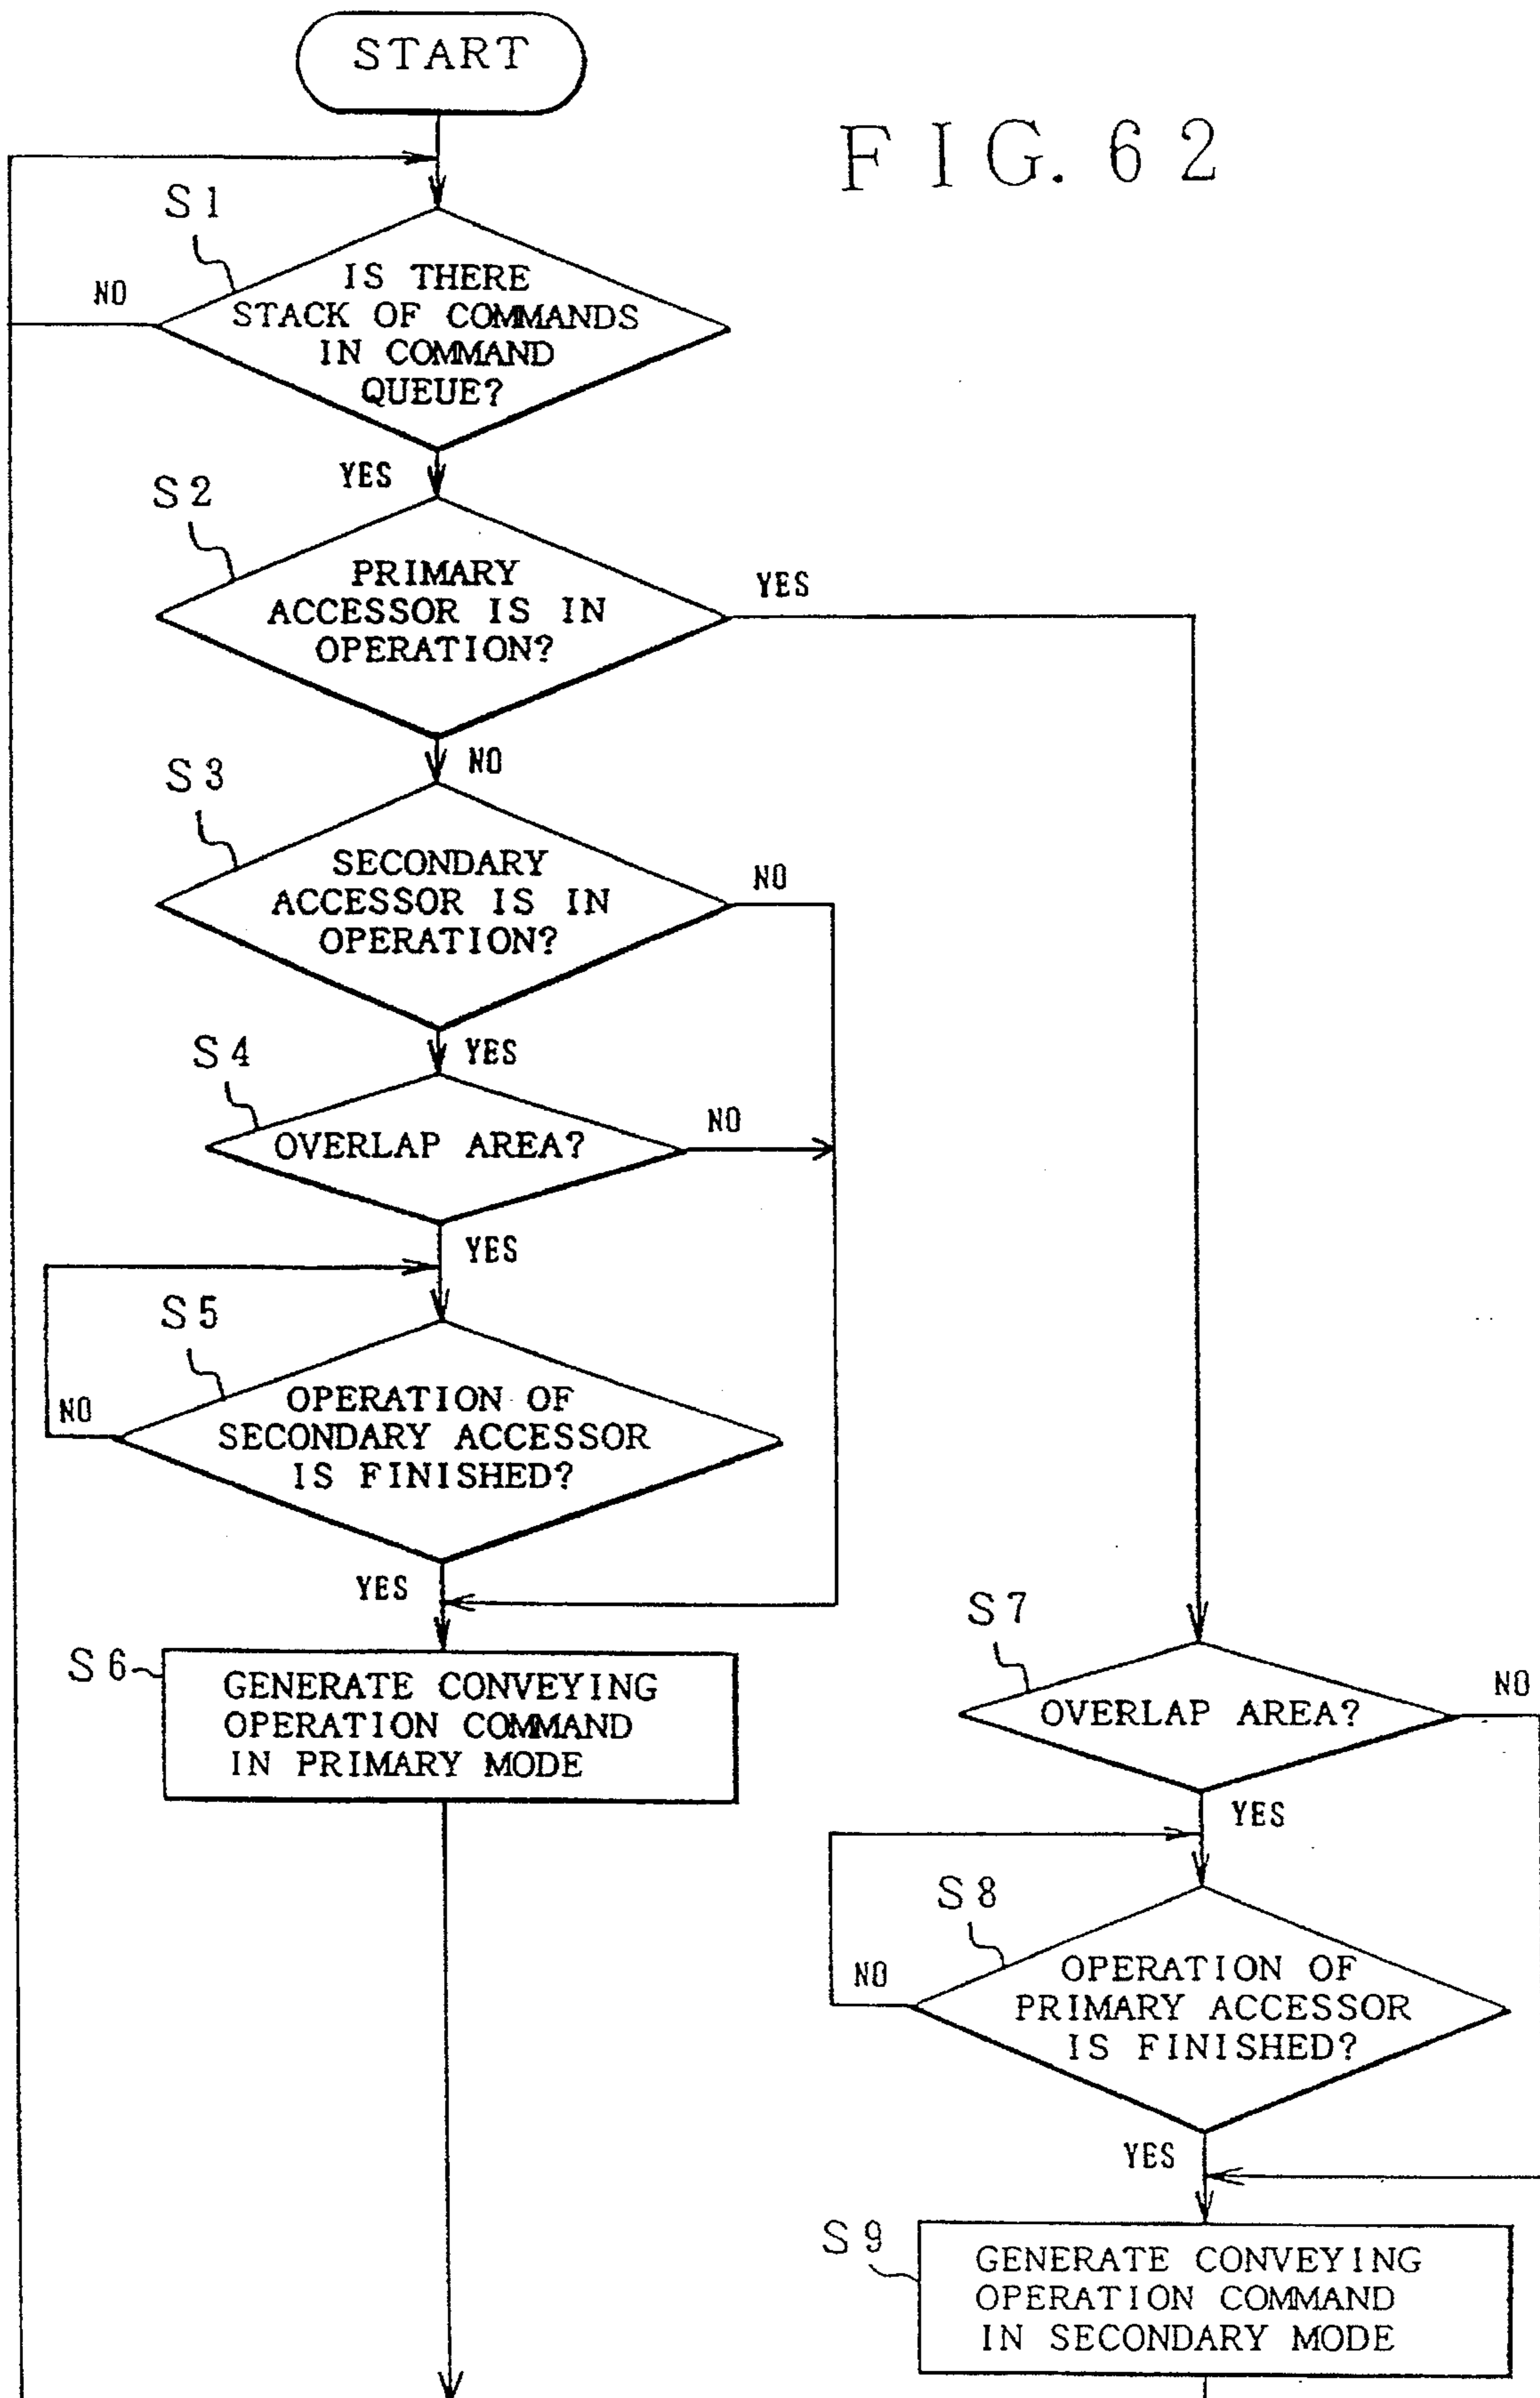 START
FIG. 62
S1
IS THERE
STACK OF COMMANDS
IN COMMAND
QUEUE?
NO
YES
S2
PRIMARY
ACCESSOR IS IN
OPERATION?
YES
NO
S3
SECONDARY
ACCESSOR IS IN
OPERATION?
NO
YES
S4
OVERLAP AREA?
NO
YES
S5
OPERATION OF
SECONDARY ACCESSOR
IS FINISHED?
NO
YES
S6
GENERATE CONVEYING
OPERATION COMMAND
IN PRIMARY MODE
S7
OVERLAP AREA?
NO
YES
S8
OPERATION OF
PRIMARY ACCESSOR
IS FINISHED?
NO
YES
S9
GENERATE CONVEYING
OPERATION COMMAND
IN SECONDARY MODE